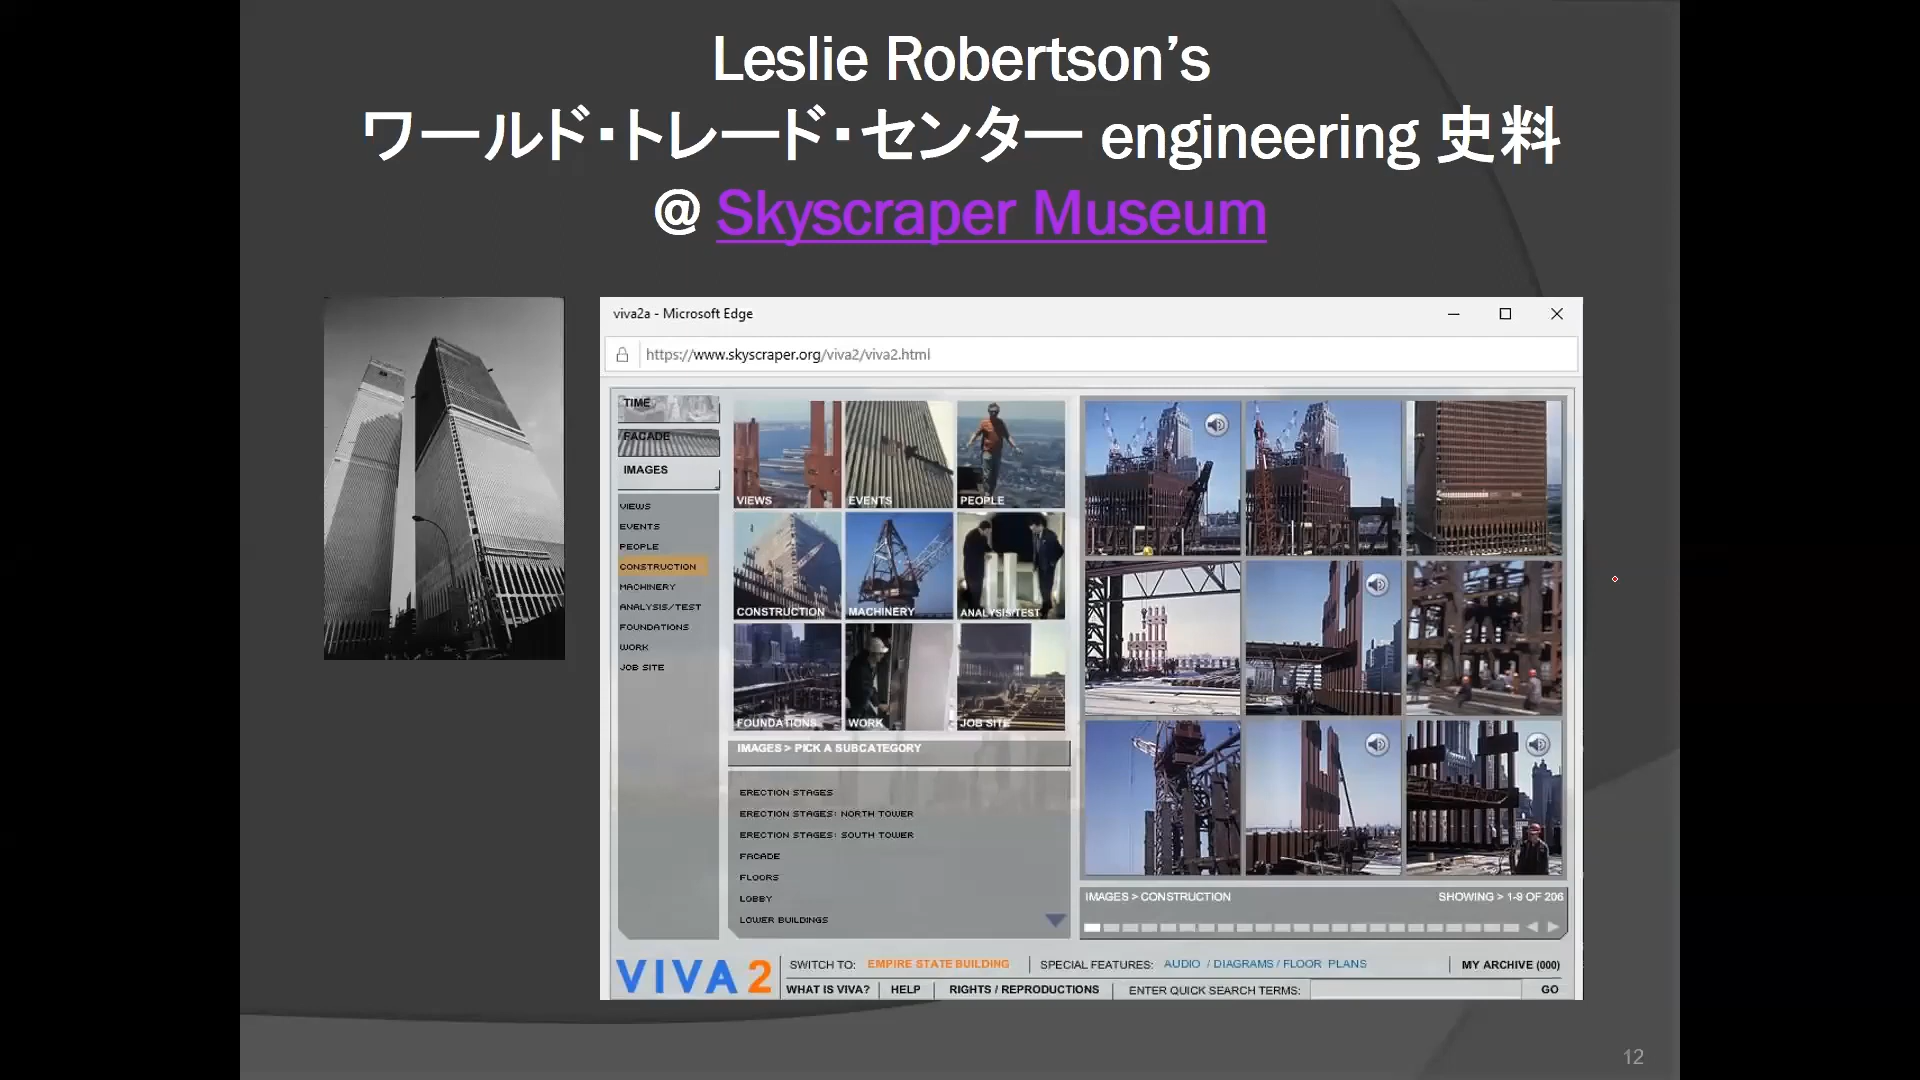 Leslie Robertson's
ワールド・トレード・センター engineering 史料
@ Skyscraper Museum
viva2a - Microsoft Edge
https://www.skyscraper.org/viva2/viva2.html
TIME
FACADE
IMAGES
VIEWS
EVENTS
PEOPLE
CONSTRUCTION
MACHINERY
ANALYSIS/TEST
FOUNDATIONS
WORK
JOB SITE
VIEWS
EVENTS
PEOPLE
CONSTRUCTION
MACHINERY
ANALYSIS/TEST
FOUNDATIONS
WORK
JOB SITE
IMAGES > PICK A SUBCATEGORY
ERECTION STAGES
ERECTION STAGES: NORTH TOWER
ERECTION STAGES: SOUTH TOWER
FACADE
FLOORS
LOBBY
LOWER BUILDINGS
IMAGES > CONSTRUCTION
SHOWING > 1-9 OF 206
VIVA 2
SWITCH TO: EMPIRE STATE BUILDING
SPECIAL FEATURES: AUDIO / DIAGRAMS / FLOOR PLANS
MY ARCHIVE (000)
WHAT IS VIVA?
HELP
RIGHTS / REPRODUCTIONS
ENTER QUICK SEARCH TERMS:
GO
12